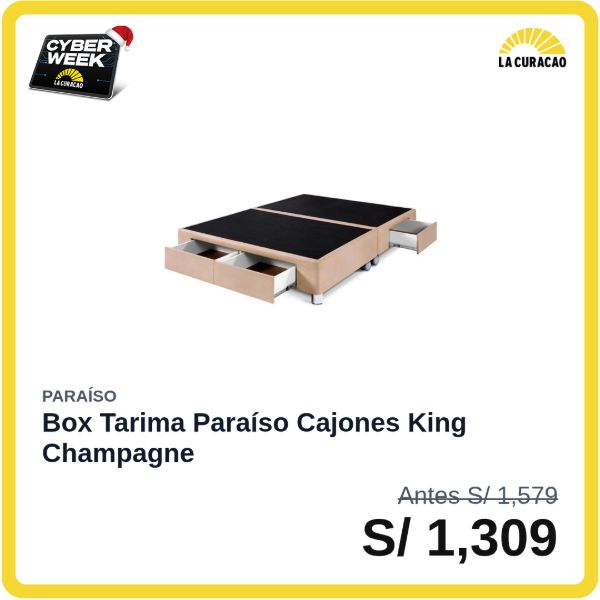 CYBER
WEEK
LA CURACAO
LA CURACAO
PARAÍSO
Box Tarima Paraíso Cajones King
Champagne
Antes S/ 1,579
S/ 1,309